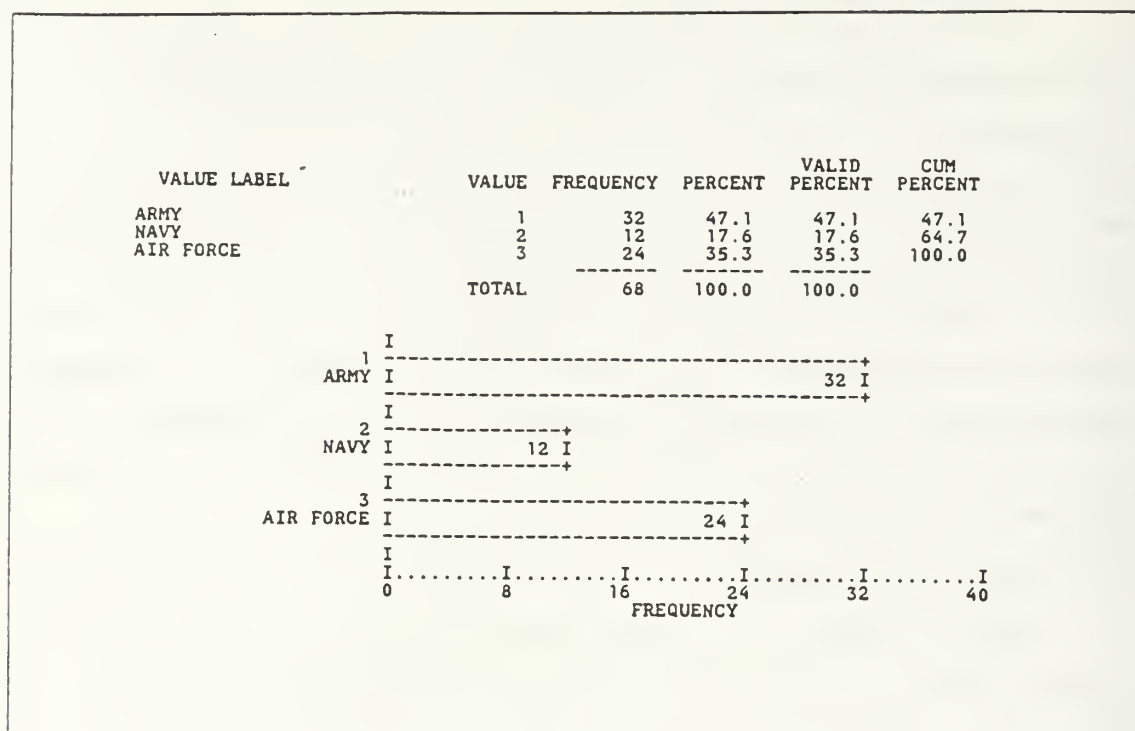 VALID CUM
VALUE LABEL VALUE FREQUENCY PERCENT PERCENT PERCENT
ARMY 1 32 47.1 47.1 47.1
NAVY 2 12 17.6 17.6 64.7
AIR FORCE 3 24 35.3 35.3 100.0
------- ------- -------
TOTAL 68 100.0 100.0
I
1 ----------------------------------------+
ARMY I 32 I
----------------------------------------+
I
2 ---------------+
NAVY I 12 I
---------------+
I
3 ------------------------------+
AIR FORCE I 24 I
------------------------------+
I
I.........I.........I.........I.........I.........I
0 8 16 24 32 40
FREQUENCY